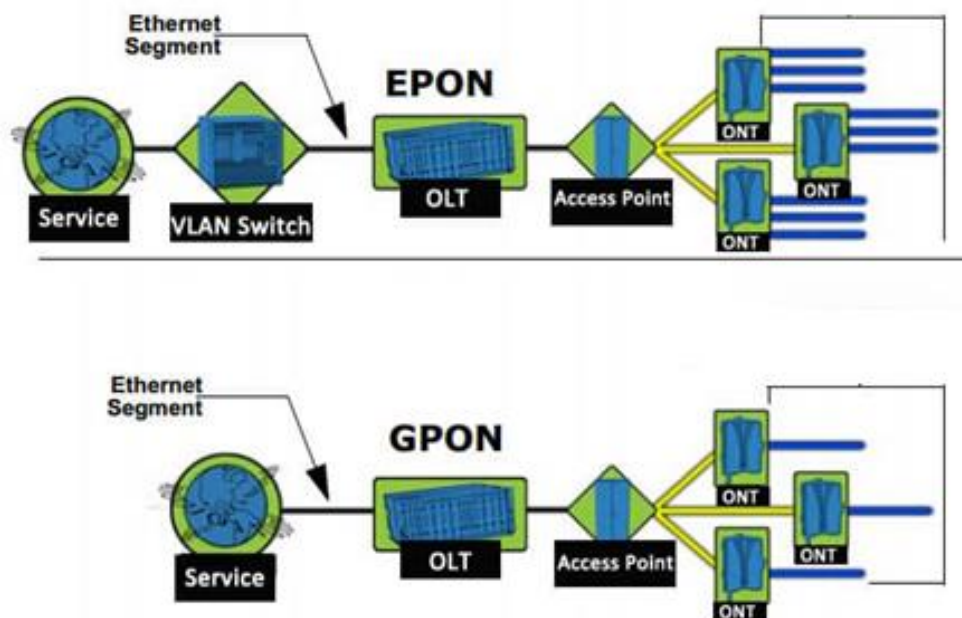 Ethernet
Segment
EPON
Service
VLAN Switch
OLT
Access Point
ONT
ONT
ONT
Ethernet
Segment
GPON
Service
OLT
Access Point
ONT
ONT
ONT